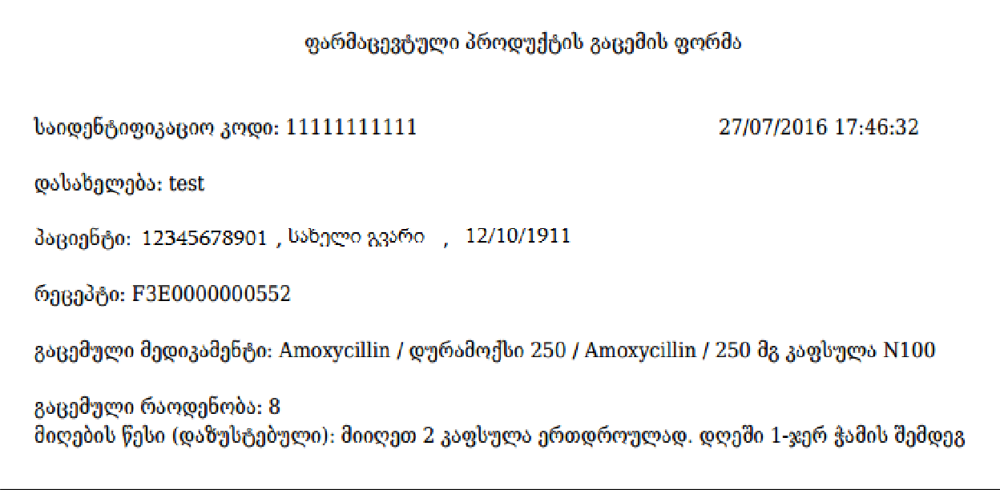 ფარმაცევტული პროდუქტის გაცემის ფორმა
საიდენტიფიკაციო კოდი: 11111111111 27/07/2016 17:46:32
დასახელება: test
პაციენტი: 12345678901 , სახელი გვარი , 12/10/1911
რეცეპტი: F3E0000000552
გაცემული მედიკამენტი: Amoxycillin / დურამოქსი 250 / Amoxycillin / 250 მგ კაფსულა N100
გაცემული რაოდენობა: 8
მიღების წესი (დაზუსტებული): მიიღეთ 2 კაფსულა ერთდროულად. დღეში 1-ჯერ ჭამის შემდეგ